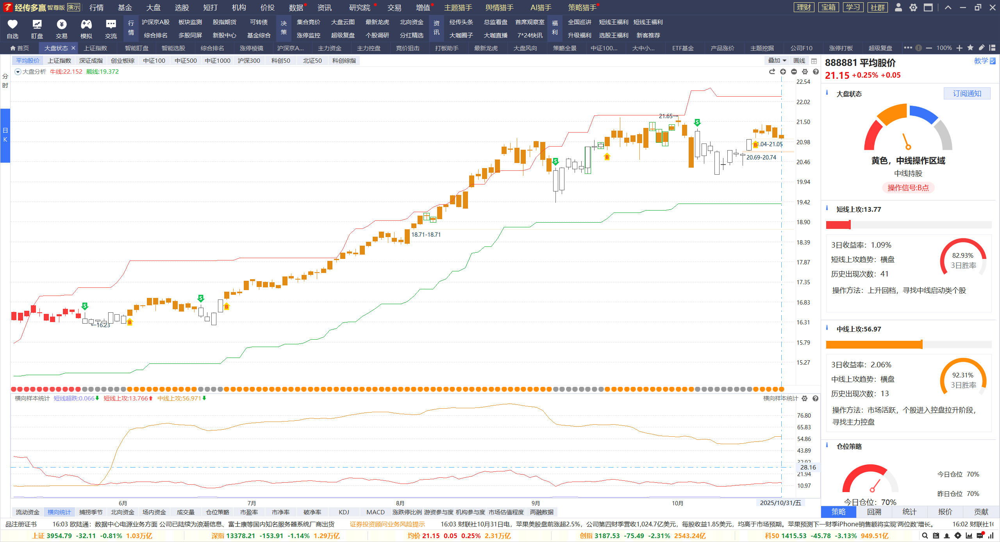 经传多赢 智尊版 演示 行情 基金 大盘 选股 短打 机构 价投 数据 资讯 研究院 交易 增值 主题猎手 舆情猎手 AI猎手 策略猎手 理财 宝箱 学习 社群
自选 盯盘 交易 模拟 交流
行情 沪深京A股 板块监测 股指期货 可转债 决策 集合竞价 大盘云图 最新龙虎 北向资金 资讯 经传头条 总监看盘 首席观察室 福利 全国巡讲 短线王福利 短线王福利
综合排名 多股同屏 新股中心 基金综合 涨停监控 超级复盘 个股调研 分红精选 大咖圈子 大咖直播 7*24快讯 升级福利 选股王福利 新客推荐
首页 大盘状态 上证指数 智能盯盘 智能选股 综合排名 涨停棱镜 沪深京A... 主力资金 主力控盘 竞价狙击 打板助手 最新龙虎 大盘风向 策略全景 中证100... 大中小... ETF基金 产品涨价 主题挖掘 公司F10 涨停打板 超级复盘 100%
平均股价 上证指数 深证成指 创业板综 中证100 中证500 中证1000 沪深300 科创50 北证50 科创综指 叠加 画线
分时
日K
大盘分析 牛线:22.152 熊线:19.372
22.54
22.02
21.50
20.98
20.46
19.94
19.42
18.90
18.39
17.87
17.35
16.83
16.31
15.79
15.27
21.65→
S
S
B
B
1.04-21.05
20.69-20.74
18.71-18.71
S
S
B
B
←16.23
横向样本统计 短线超跌:0.066 短线上攻:13.766 中线上攻:56.971 横向样本统计
76.80
65.83
54.86
43.89
32.92
28.16
21.94
10.97
6月 7月 8月 9月 10月 2025/10/31/五
流动资金 横向统计 捕捞季节 北向资金 场内资金 成交量 仓位策略 市盈率 市净率 破净率 KDJ MACD 涨跌停比例 游资参与度 机构参与度 市场估值程度 两融数据
888881 平均股价 教学
21.15 +0.25% +0.05
大盘状态 订阅通知
黄色，中线操作区域
中线持股
操作信号:B点
短线上攻:13.77
3日收益率：1.09%
短线上攻趋势：横盘
历史出现次数：41
82.93%
3日胜率
操作方法：上升回档，寻找中线启动类个股
中线上攻:56.97
3日收益率：2.06%
中线上攻趋势：横盘
历史出现次数：13
92.31%
3日胜率
操作方法：市场活跃，个股进入控盘拉升阶段，
寻找主力控盘
仓位策略
今日仓位 70%
昨日仓位 70%
今日仓位：70%
策略 回溯 统计 报价 贡献
品注册证书 16:03 欧陆通：数据中心电源业务方面 公司已陆续为浪潮信息、富士康等国内知名服务器系统厂商出货 证券投资顾问业务风险提示 16:03 财联社10月31日电，苹果美股盘前涨超2.5%，公司第四财季营收1,024.7亿美元，每股收益1.85美元，均高于市场预期。苹果预测下一财季iPhone销售额将实现'两位数'增长。 16:02 财联社
上证 3954.79 -32.11 -0.81% 1.03万亿 深指 13378.21 -153.91 -1.14% 1.29万亿 均价 21.15 0.05 0.25% 2.31万亿 创指 3187.53 -75.49 -2.31% 2543.24亿 科50 1415.53 -45.78 -3.13% 949.51亿